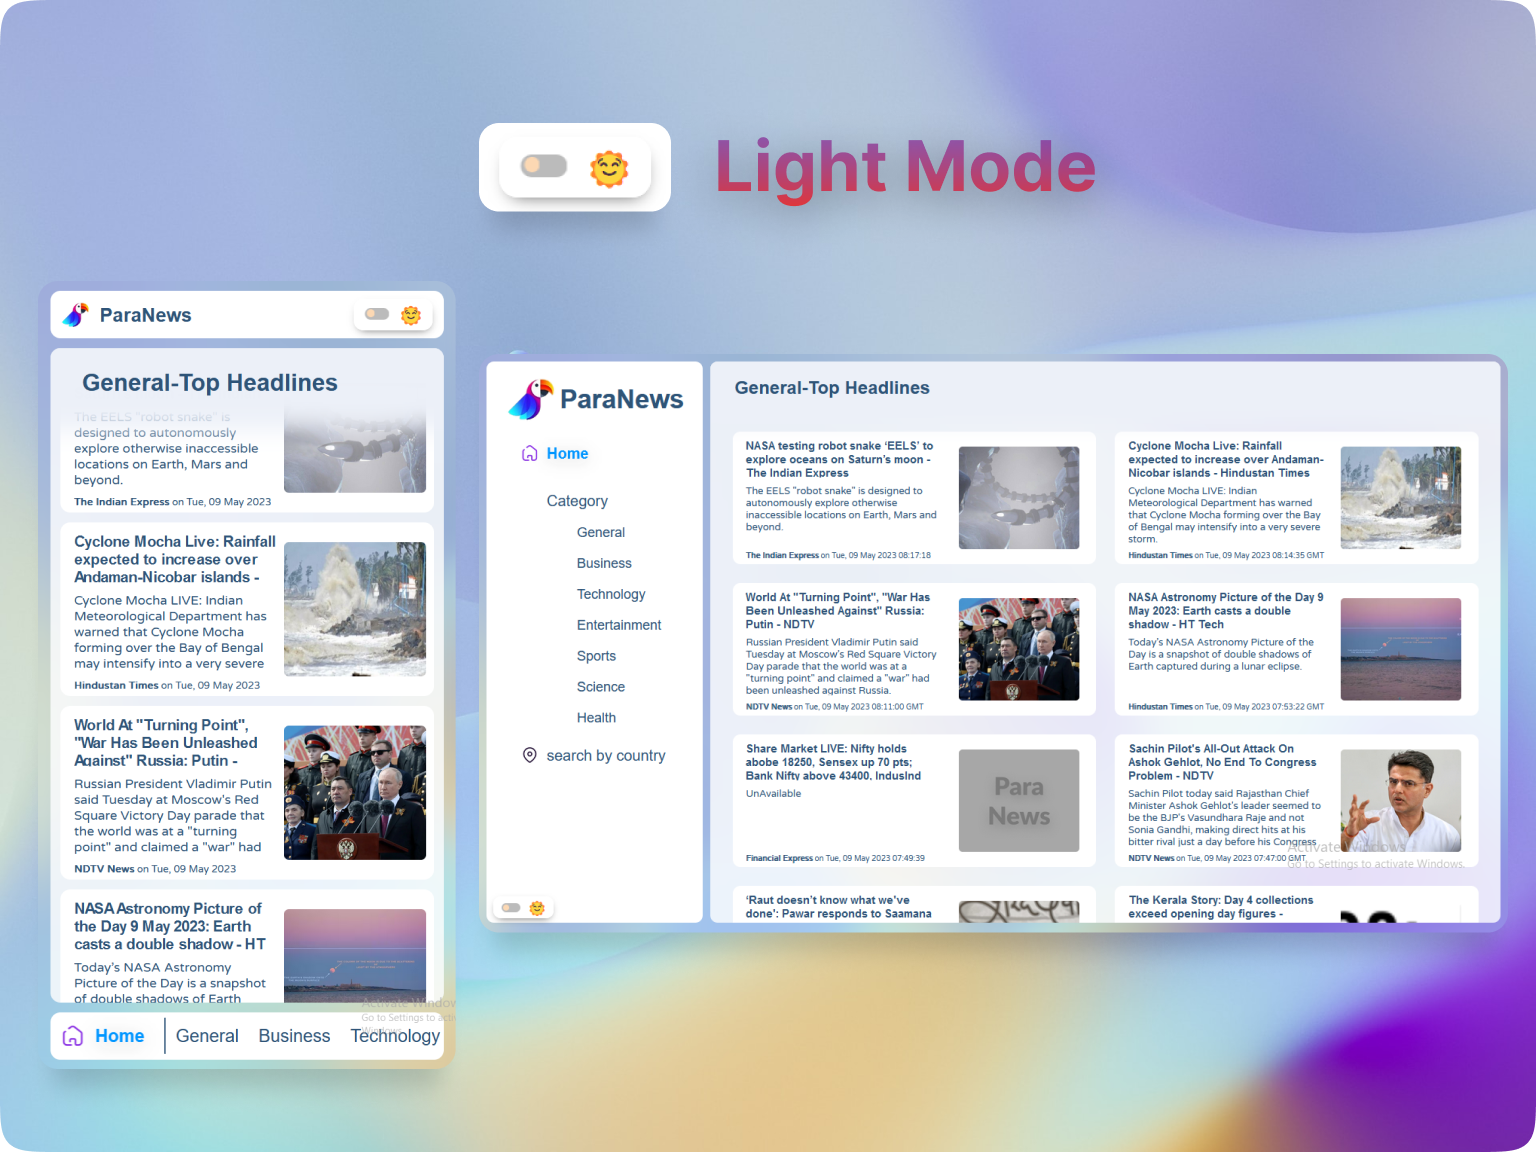 Light Mode
ParaNews
General-Top Headlines
The EELS "robot snake" is
designed to autonomously
explore otherwise inaccessible
locations on Earth, Mars and
beyond.
The Indian Express on Tue, 09 May 2023
Cyclone Mocha Live: Rainfall
expected to increase over
Andaman-Nicobar islands -
Cyclone Mocha LIVE: Indian
Meteorological Department has
warned that Cyclone Mocha
forming over the Bay of Bengal
may intensify into a very severe
Hindustan Times on Tue, 09 May 2023
World At "Turning Point",
"War Has Been Unleashed
Against" Russia: Putin -
Russian President Vladimir Putin
said Tuesday at Moscow's Red
Square Victory Day parade that
the world was at a "turning
point" and claimed a "war" had
NDTV News on Tue, 09 May 2023
NASA Astronomy Picture of
the Day 9 May 2023: Earth
casts a double shadow - HT
Today's NASA Astronomy
Picture of the Day is a snapshot
of double shadows of Earth
Activate Window
Go to Settings to acti
Windows.
Home
General
Business
Technology
ParaNews
Home
Category
General
Business
Technology
Entertainment
Sports
Science
Health
search by country
General-Top Headlines
NASA testing robot snake ‘EELS’ to
explore oceans on Saturn's moon -
The Indian Express
The EELS "robot snake" is designed to
autonomously explore otherwise
inaccessible locations on Earth, Mars and
beyond.
The Indian Express on Tue, 09 May 2023 08:17:18
Cyclone Mocha Live: Rainfall
expected to increase over Andaman-
Nicobar islands - Hindustan Times
Cyclone Mocha LIVE: Indian
Meteorological Department has warned
that Cyclone Mocha forming over the Bay
of Bengal may intensify into a very severe
storm.
Hindustan Times on Tue, 09 May 2023 08:14:35 GMT
World At "Turning Point", "War Has
Been Unleashed Against" Russia:
Putin - NDTV
Russian President Vladimir Putin said
Tuesday at Moscow's Red Square Victory
Day parade that the world was at a
"turning point" and claimed a "war" had
been unleashed against Russia.
NDTV News on Tue, 09 May 2023 08:11:00 GMT
NASA Astronomy Picture of the Day 9
May 2023: Earth casts a double
shadow - HT Tech
Today's NASA Astronomy Picture of the
Day is a snapshot of double shadows of
Earth captured during a lunar eclipse.
Hindustan Times on Tue, 09 May 2023 07:53:22 GMT
Share Market LIVE: Nifty holds
abobe 18250, Sensex up 70 pts;
Bank Nifty above 43400, IndusInd
UnAvailable
Financial Express on Tue, 09 May 2023 07:49:39
Para
News
Sachin Pilot's All-Out Attack On
Ashok Gehlot, No End To Congress
Problem - NDTV
Sachin Pilot today said Rajasthan Chief
Minister Ashok Gehlot's leader seemed to
be the BJP's Vasundhara Raje and not
Sonia Gandhi, making direct hits at his
bitter rival just a day before his Congress
NDTV News on Tue, 09 May 2023 07:47:00 GMT
Activate Windows
Go to Settings to activate Windows.
‘Raut doesn’t know what we've
done': Pawar responds to Saamana
The Kerala Story: Day 4 collections
exceed opening day figures -